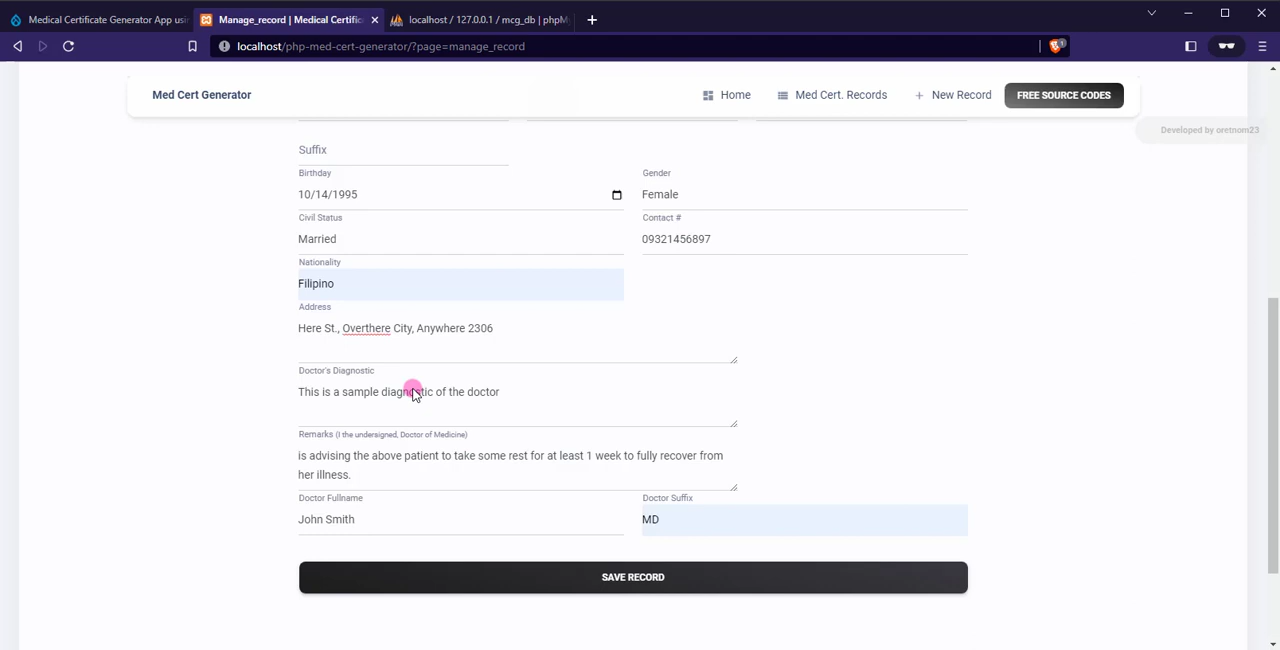 Medical Certificate Generator App usi
Manage_record | Medical Certific
localhost / 127.0.0.1 / mcg_db | phpMy
localhost/php-med-cert-generator/?page=manage_record
1
Med Cert Generator
Home
Med Cert. Records
New Record
FREE SOURCE CODES
Developed by oretnom23
Suffix
Birthday
Gender
10/14/1995
Female
Civil Status
Contact #
Married
09321456897
Nationality
Filipino
Address
Here St., Overthere City, Anywhere 2306
Doctor's Diagnostic
This is a sample diagnostic of the doctor
Remarks (I the undersigned, Doctor of Medicine)
is advising the above patient to take some rest for at least 1 week to fully recover from
her illness.
Doctor Fullname
Doctor Suffix
John Smith
MD
SAVE RECORD